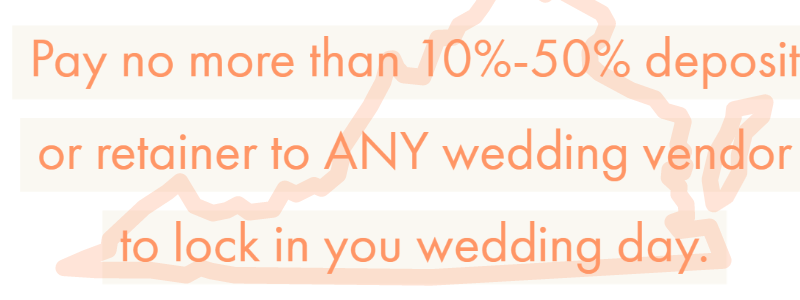 Pay no more than 10%-50% deposit
or retainer to ANY wedding vendor
to lock in you wedding day.